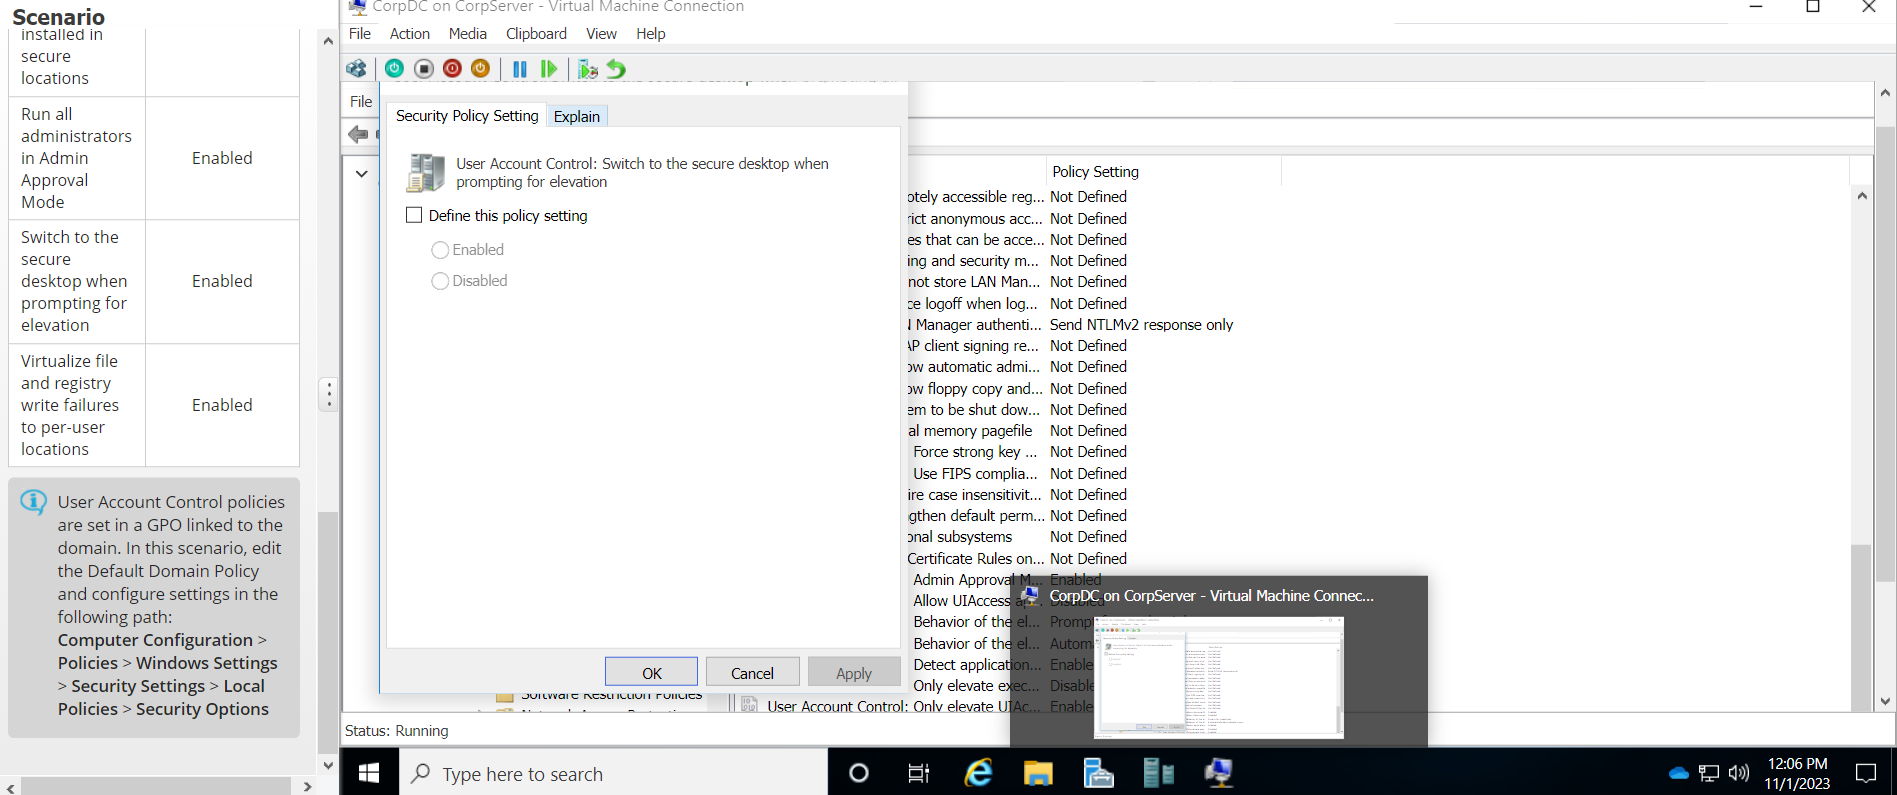 Scenario
installed in
secure
locations
Run all
administrators
in Admin
Approval
Mode
Enabled
Switch to the
secure
desktop when
prompting for
elevation
Enabled
Virtualize file
and registry
write failures
to per-user
locations
Enabled
User Account Control policies
are set in a GPO linked to the
domain. In this scenario, edit
the Default Domain Policy
and configure settings in the
following path:
Computer Configuration >
Policies > Windows Settings
> Security Settings > Local
Policies > Security Options
CorpDC on CorpServer - Virtual Machine Connection
File Action Media Clipboard View Help
File
Security Policy Setting Explain
User Account Control: Switch to the secure desktop when
prompting for elevation
Define this policy setting
Enabled
Disabled
OK Cancel Apply
Policy Setting
otely accessible reg... Not Defined
rict anonymous acc... Not Defined
es that can be acce... Not Defined
ing and security m... Not Defined
not store LAN Man... Not Defined
ce logoff when log... Not Defined
Manager authenti... Send NTLMv2 response only
AP client signing re... Not Defined
ow automatic admi... Not Defined
ow floppy copy and... Not Defined
em to be shut dow... Not Defined
al memory pagefile Not Defined
Force strong key ... Not Defined
Use FIPS complia... Not Defined
ire case insensitivit... Not Defined
gthen default perm... Not Defined
onal subsystems Not Defined
Certificate Rules on... Not Defined
Admin Approval M... Enabled
Allow UIAccess ap... Disabled
Behavior of the el... Promp
Behavior of the el... Autom
Detect application... Enable
Only elevate exec... Disable
User Account Control: Only elevate UIAc... Enable
Software Restriction Policies
CorpDC on CorpServer - Virtual Machine Connec...
Status: Running
Type here to search
12:06 PM
11/1/2023